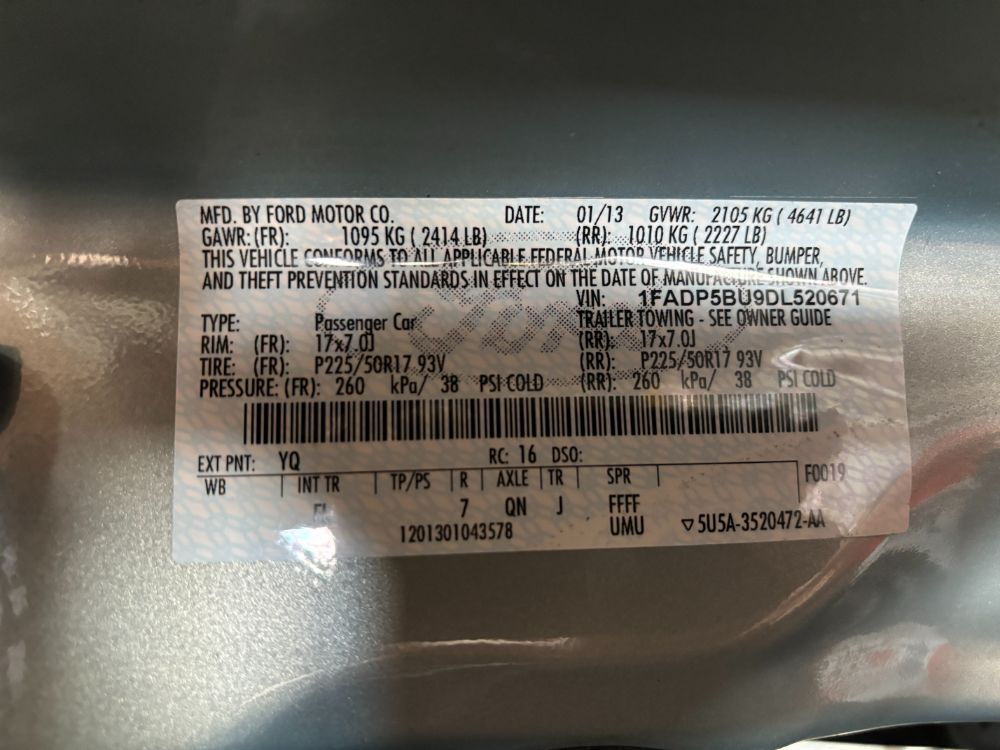 MFD. BY FORD MOTOR CO. DATE: 01/13 GVWR: 2105 KG ( 4641 LB)
GAWR: (FR): 1095 KG ( 2414 LB) (RR): 1010 KG ( 2227 LB)
THIS VEHICLE CONFORMS TO ALL APPLICABLE FEDERAL MOTOR VEHICLE SAFETY, BUMPER,
AND THEFT PREVENTION STANDARDS IN EFFECT ON THE DATE OF MANUFACTURE SHOWN ABOVE.
VIN: 1FADP5BU9DL520671
TYPE: Passenger Car TRAILER TOWING - SEE OWNER GUIDE
RIM: (FR): 17x7.0J (RR): 17x7.0J
TIRE: (FR): P225/50R17 93V (RR): P225/50R17 93V
PRESSURE: (FR): 260 kPa/ 38 PSI COLD (RR): 260 kPa/ 38 PSI COLD
EXT PNT: YQ RC: 16 DSO:
WB INT TR TP/PS R AXLE TR SPR F0019
7 QN J FFFF
1201301043578 UMU ▽5U5A-3520472-AA